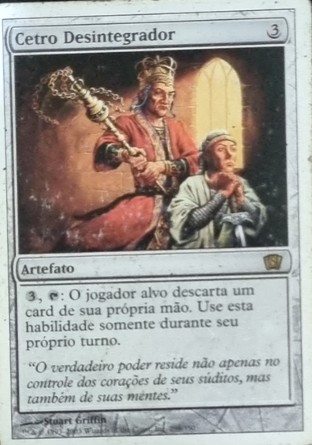 Cetro Desintegrador 3
Artefato
3, : O jogador alvo descarta um
card de sua própria mão. Use esta
habilidade somente durante seu
próprio turno.
"O verdadeiro poder reside não apenas no
controle dos corações de seus súditos, mas
também de suas mentes."
Stuart Griffin